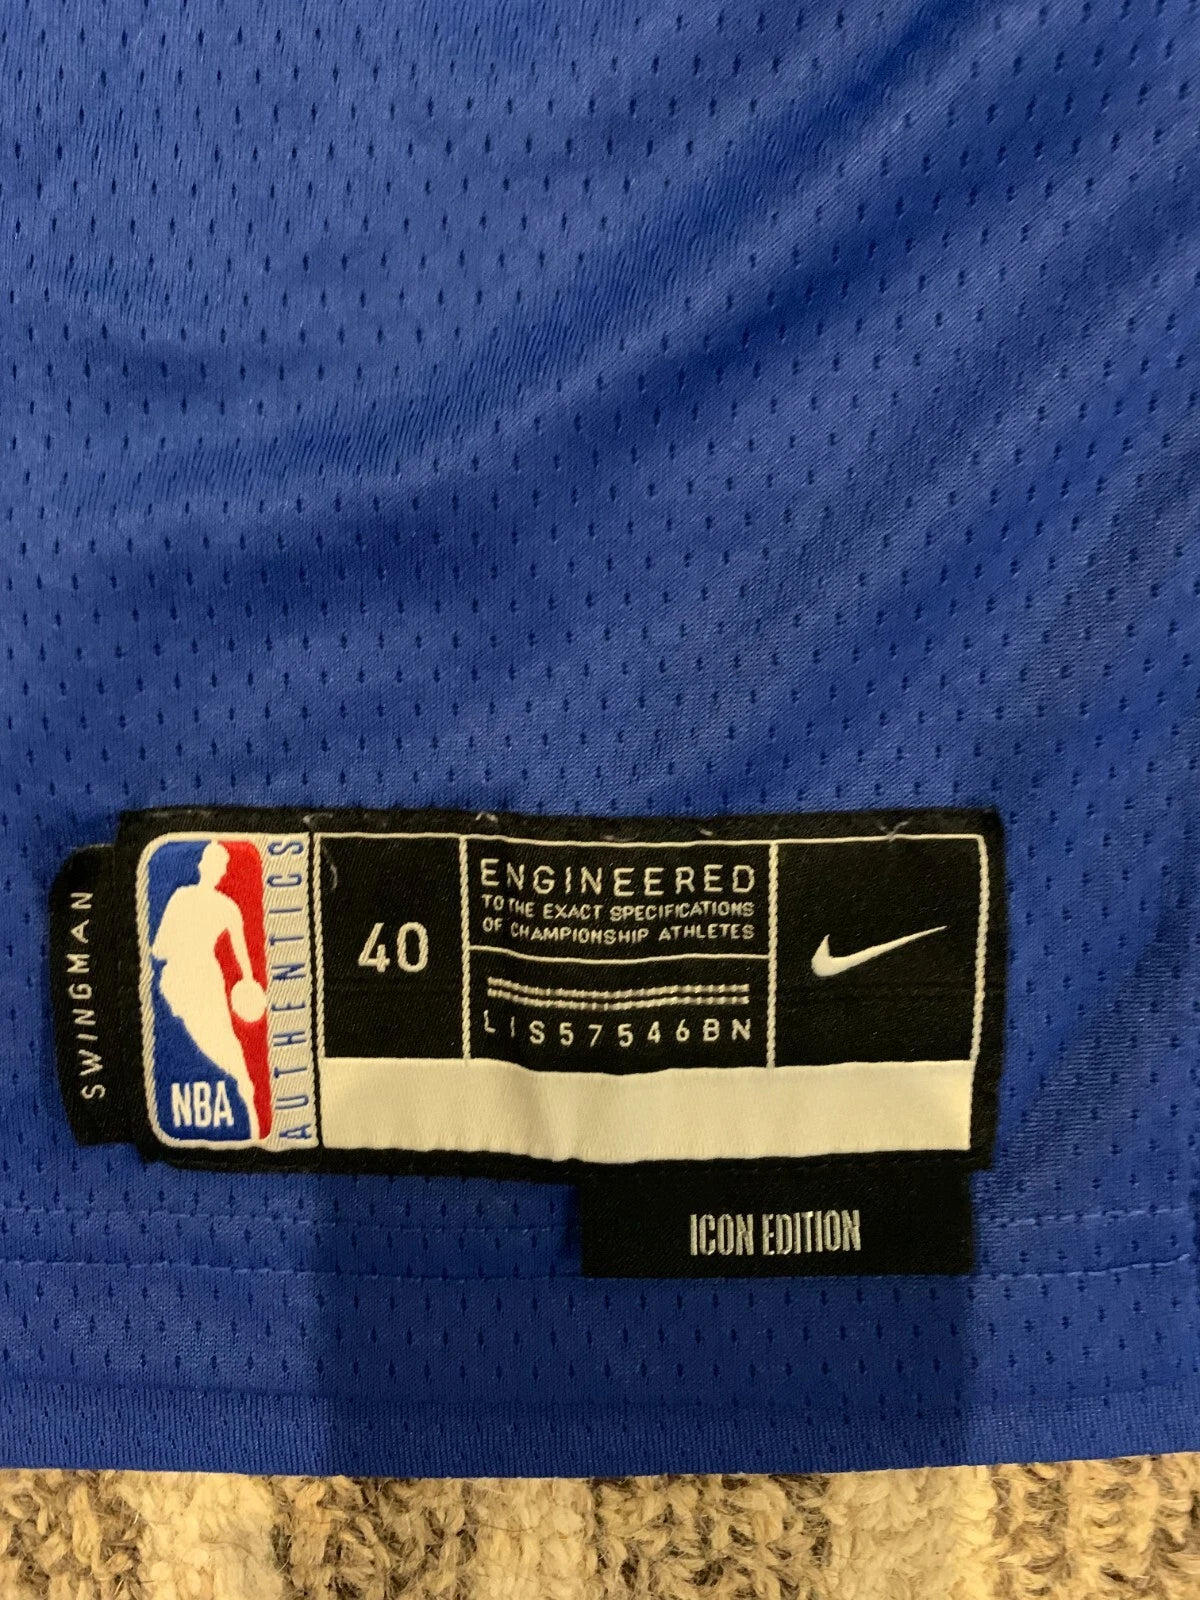 SWINGMAN
NBA
AUTHENTICS
40
ENGINEERED
TO THE EXACT SPECIFICATIONS
OF CHAMPIONSHIP ATHLETES
LIS57546BN
ICON EDITION